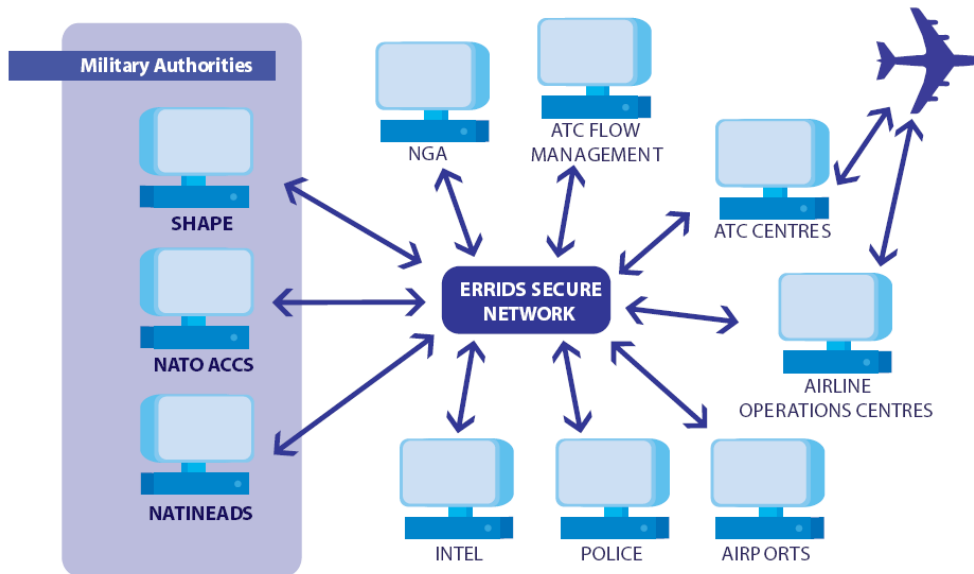 Military Authorities
SHAPE
NATO ACCS
NATINEADS
NGA
ATC FLOW
MANAGEMENT
ATC CENTRES
ERRIDS SECURE
NETWORK
AIRLINE
OPERATIONS CENTRES
INTEL
POLICE
AIRPORTS